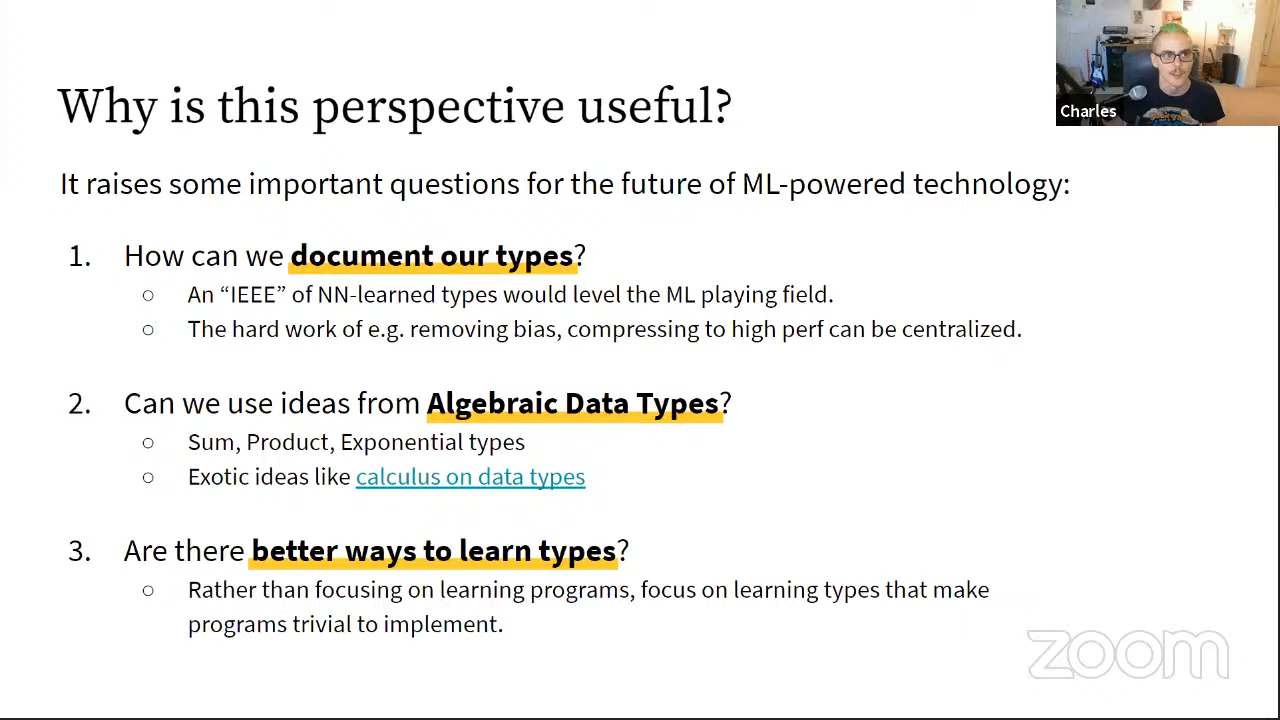 Why is this perspective useful?
Charles
It raises some important questions for the future of ML-powered technology:
1. How can we document our types?
○ An “IEEE” of NN-learned types would level the ML playing field.
○ The hard work of e.g. removing bias, compressing to high perf can be centralized.
2. Can we use ideas from Algebraic Data Types?
○ Sum, Product, Exponential types
○ Exotic ideas like calculus on data types
3. Are there better ways to learn types?
○ Rather than focusing on learning programs, focus on learning types that make
programs trivial to implement.
zoom